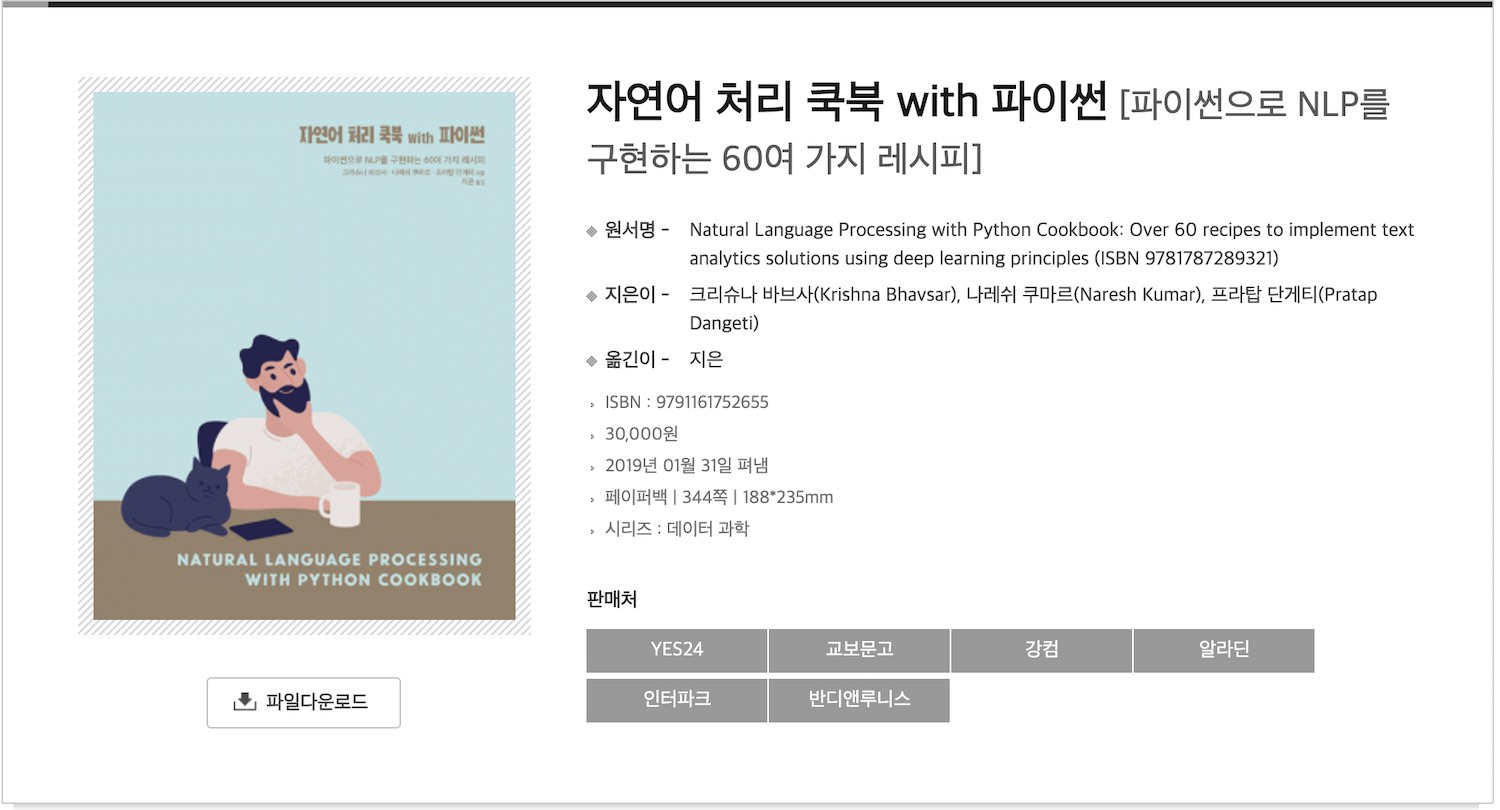 자연어 처리 쿡북 with 파이썬
파이썬으로 NLP를 구현하는 60여 가지 레시피
크리슈나 바브사 · 나레쉬 쿠마르 · 프라탑 단게티 지음
지은 옮김
NATURAL LANGUAGE PROCESSING
WITH PYTHON COOKBOOK
파일다운로드
자연어 처리 쿡북 with 파이썬 [파이썬으로 NLP를
구현하는 60여 가지 레시피]
원서명 - Natural Language Processing with Python Cookbook: Over 60 recipes to implement text
analytics solutions using deep learning principles (ISBN 9781787289321)
지은이 - 크리슈나 바브사(Krishna Bhavsar), 나레쉬 쿠마르(Naresh Kumar), 프라탑 단게티(Pratap
Dangeti)
옮긴이 - 지은
› ISBN : 9791161752655
› 30,000원
› 2019년 01월 31일 펴냄
› 페이퍼백 | 344쪽 | 188*235mm
› 시리즈 : 데이터 과학
판매처
YES24 교보문고 강컴 알라딘
인터파크 반디앤루니스